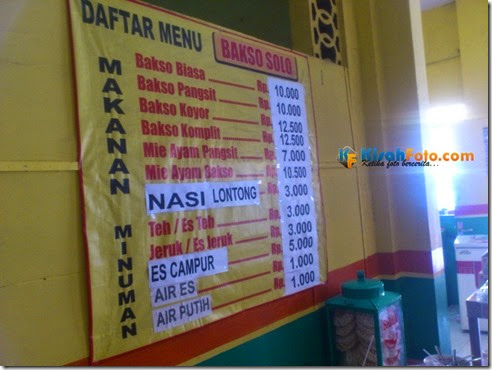 DAFTAR MENU
BAKSO SOLO
MAKANAN
Bakso Biasa Rp. 10.000
Bakso Pangsit Rp. 10.000
Bakso Koyor Rp. 12.500
Bakso Komplit Rp. 12.500
Mie Ayam Pangsit Rp. 7.000
Mie Ayam Bakso Rp. 10.500
NASI LONTONG Rp. 3.000
MINUMAN
Teh / Es Teh Rp. 3.000
Jeruk / Es Jeruk Rp. 3.000
ES CAMPUR Rp. 5.000
AIR ES Rp. 1.000
AIR PUTIH Rp. 1.000
KisahFoto.com
Ketika foto bercerita...